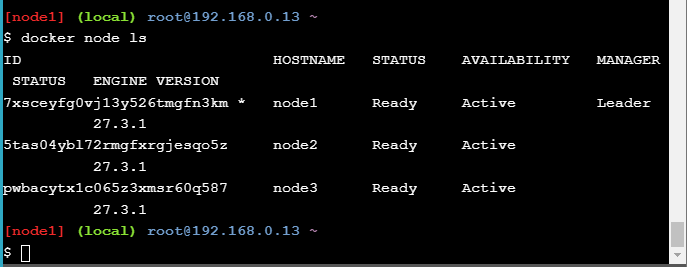 [node1] (local) root@192.168.0.13 ~
$ docker node ls
ID                            HOSTNAME   STATUS    AVAILABILITY   MANAGER
 STATUS   ENGINE VERSION
7xsceyfg0vj13y526tmgfn3km *   node1      Ready     Active         Leader
          27.3.1
5tas04ybl72rmgfxrgjesqo5z     node2      Ready     Active
          27.3.1
pwbacytx1c065z3xmsr60q587     node3      Ready     Active
          27.3.1
[node1] (local) root@192.168.0.13 ~
$